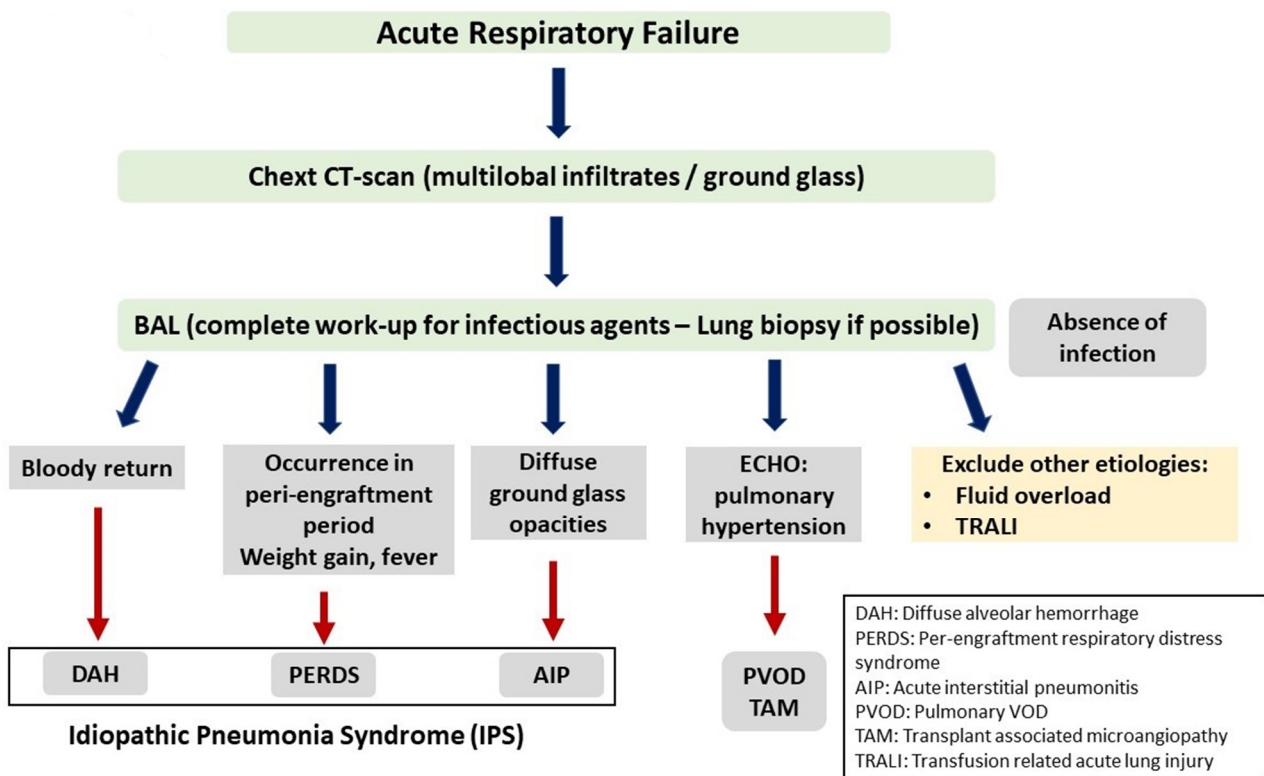 Acute Respiratory Failure
Chext CT-scan (multilobal infiltrates / ground glass)
BAL (complete work-up for infectious agents – Lung biopsy if possible)
Absence of
infection
Bloody return
Occurrence in
peri-engraftment
period
Weight gain, fever
Diffuse
ground glass
opacities
ECHO:
pulmonary
hypertension
Exclude other etiologies:
• Fluid overload
• TRALI
DAH
PERDS
AIP
PVOD
TAM
Idiopathic Pneumonia Syndrome (IPS)
DAH: Diffuse alveolar hemorrhage
PERDS: Per-engraftment respiratory distress
syndrome
AIP: Acute interstitial pneumonitis
PVOD: Pulmonary VOD
TAM: Transplant associated microangiopathy
TRALI: Transfusion related acute lung injury